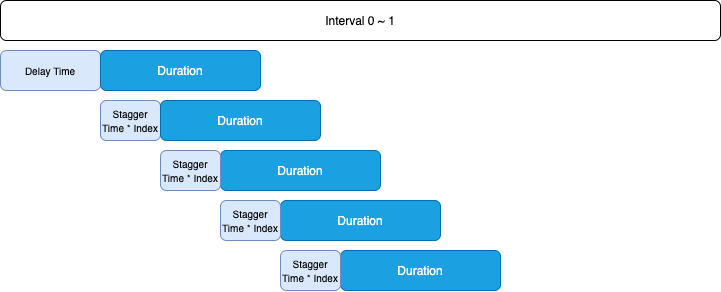 Interval 0 ~ 1
Delay Time
Duration
Stagger
Time * Index
Duration
Stagger
Time * Index
Duration
Stagger
Time * Index
Duration
Stagger
Time * Index
Duration